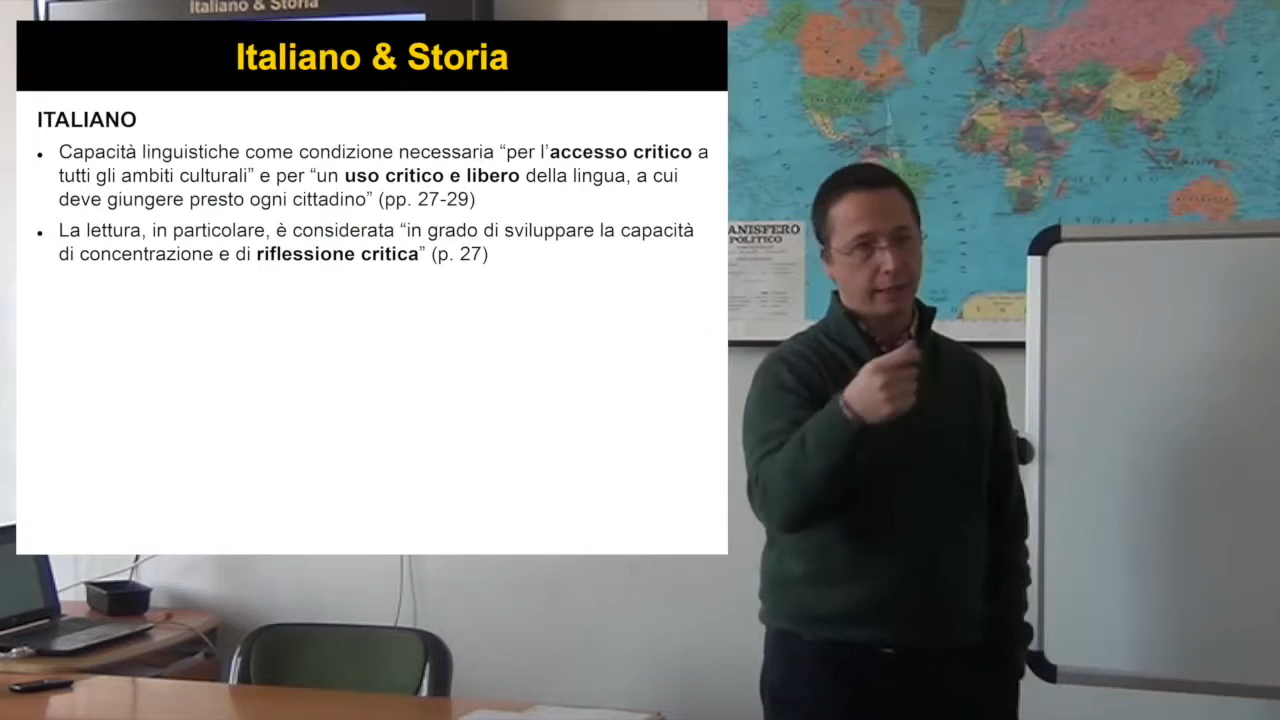 Italiano & Storia
Italiano & Storia
ITALIANO
• Capacità linguistiche come condizione necessaria “per l’accesso critico a
tutti gli ambiti culturali” e per “un uso critico e libero della lingua, a cui
deve giungere presto ogni cittadino” (pp. 27-29)
• La lettura, in particolare, è considerata “in grado di sviluppare la capacità
di concentrazione e di riflessione critica” (p. 27)
ANISFERO
POLITICO